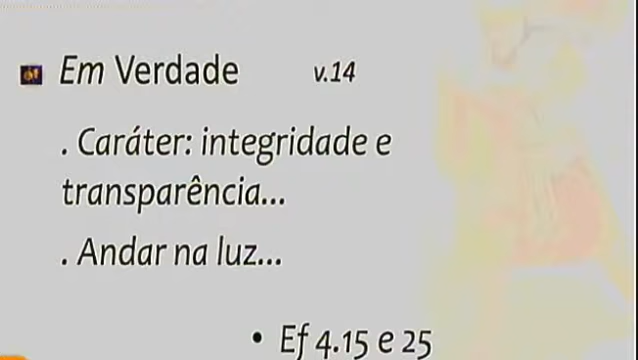 Em Verdade v.14
. Caráter: integridade e
transparência...
. Andar na luz...
• Ef 4.15 e 25